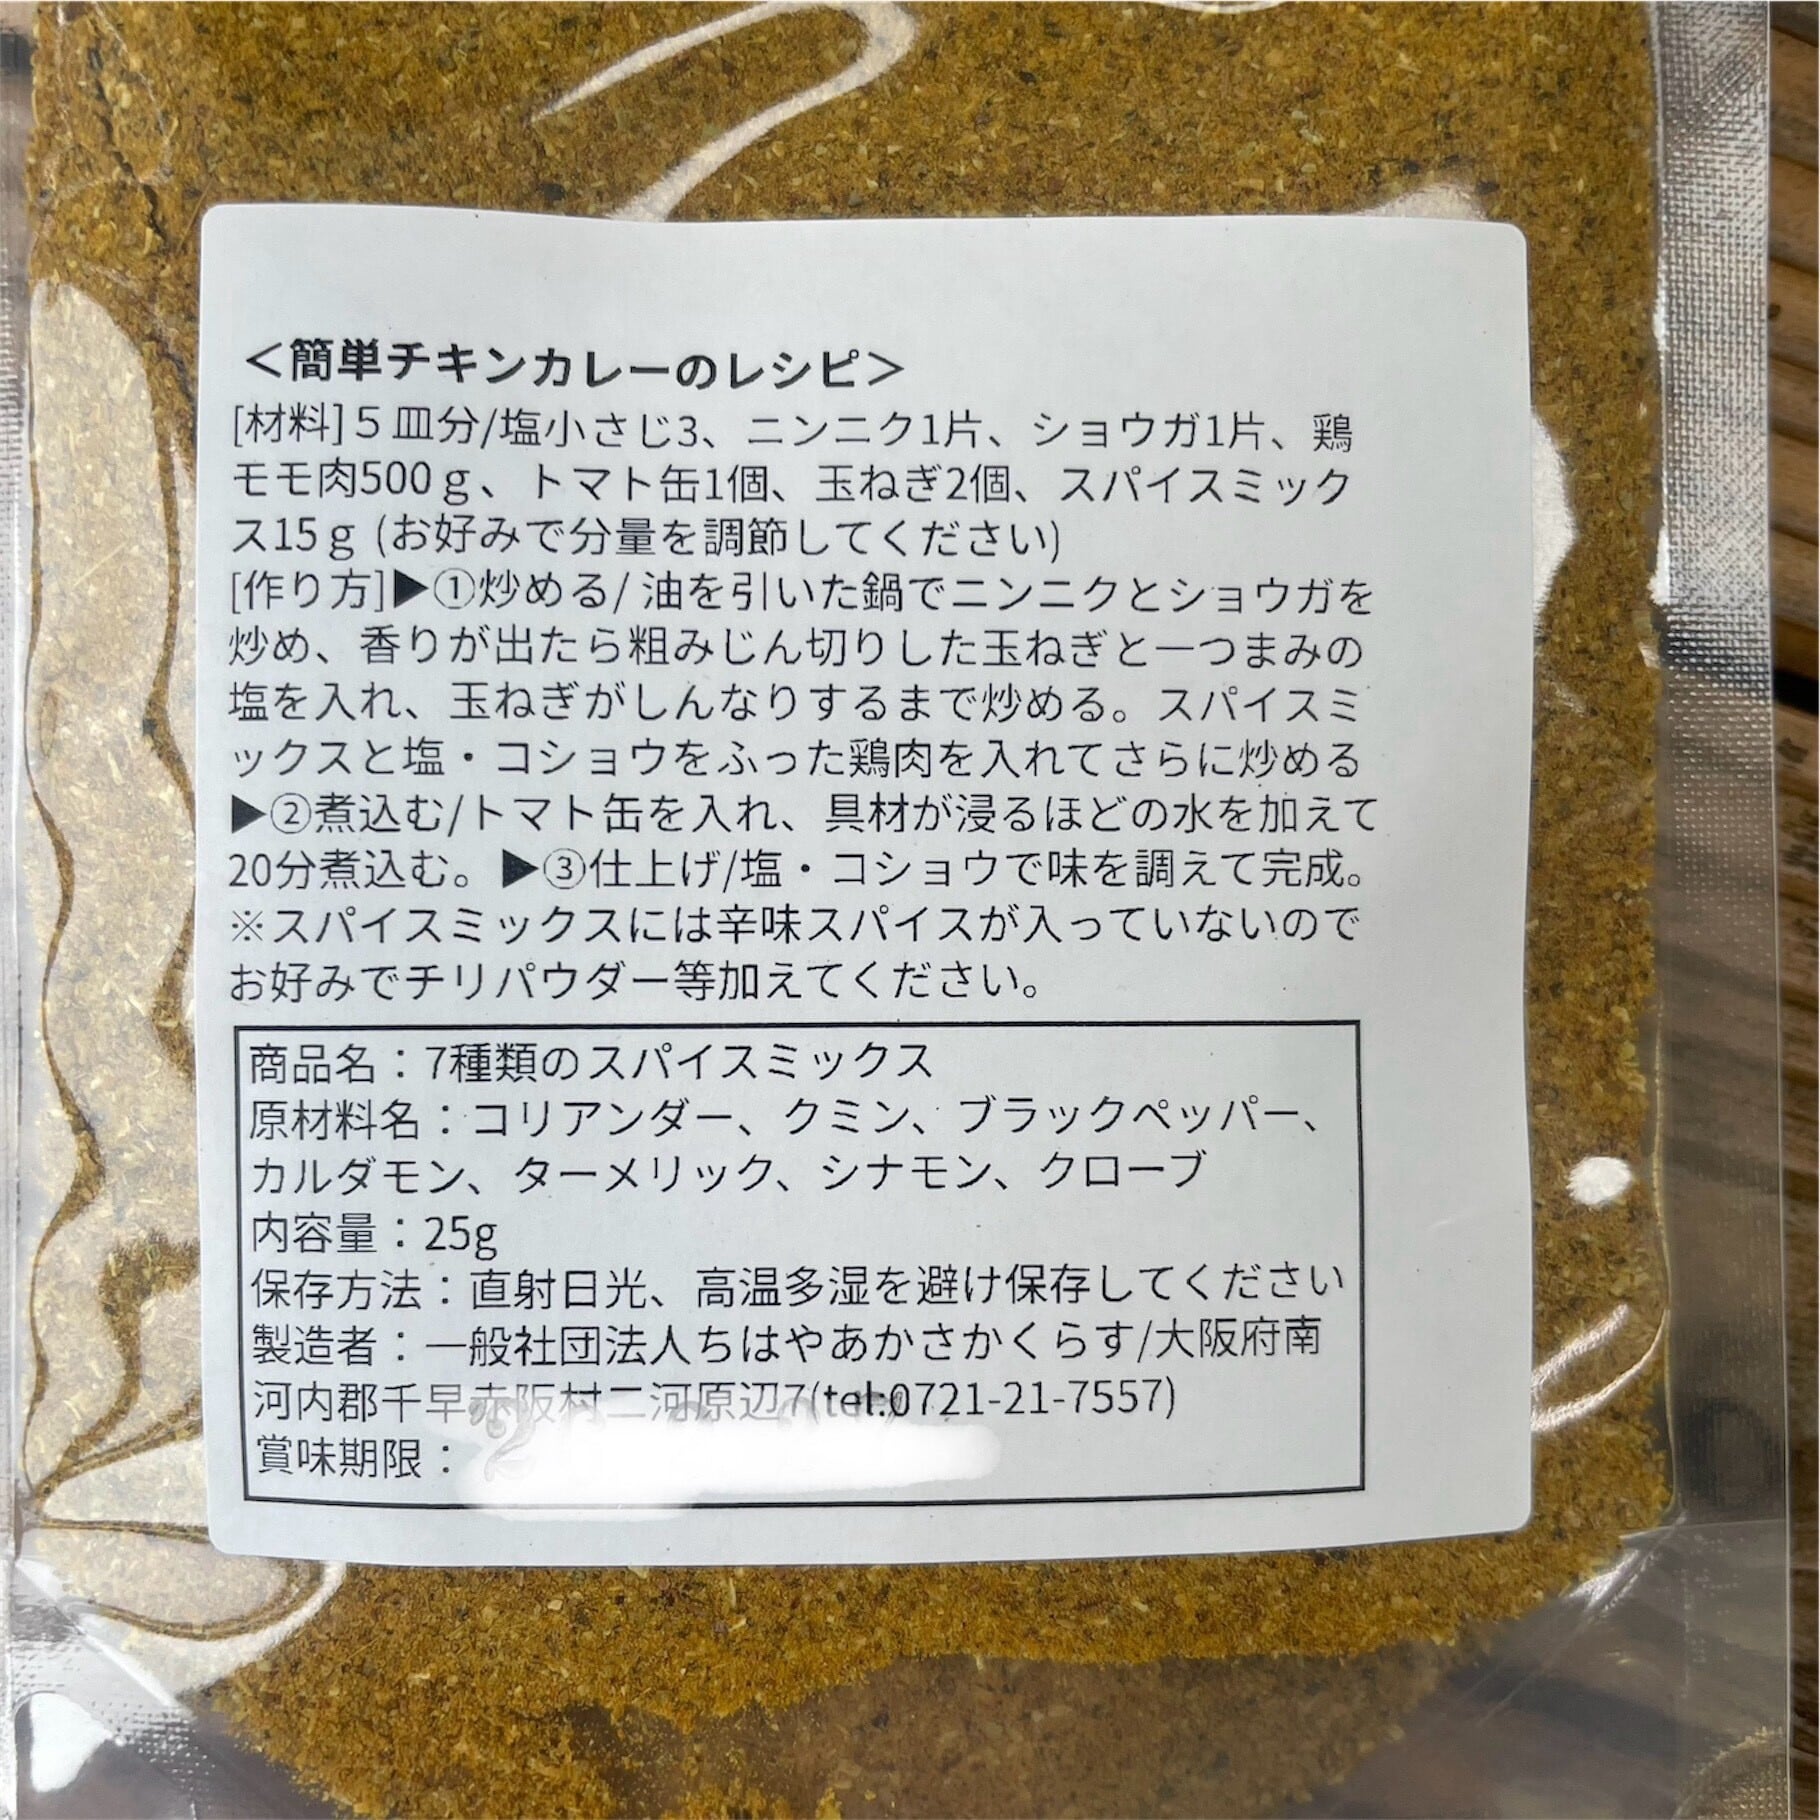 ＜簡単チキンカレーのレシピ＞
[材料]５皿分/塩小さじ3、ニンニク1片、ショウガ1片、鶏
モモ肉500ｇ、トマト缶1個、玉ねぎ2個、スパイスミック
ス15ｇ(お好みで分量を調節してください)
[作り方]▶①炒める/ 油を引いた鍋でニンニクとショウガを
炒め、香りが出たら粗みじん切りした玉ねぎと一つまみの
塩を入れ、玉ねぎがしんなりするまで炒める。スパイスミ
ックスと塩・コショウをふった鶏肉を入れてさらに炒める
▶②煮込む/トマト缶を入れ、具材が浸るほどの水を加えて
20分煮込む。▶③仕上げ/塩・コショウで味を調えて完成。
※スパイスミックスには辛味スパイスが入っていないので
お好みでチリパウダー等加えてください。
商品名：7種類のスパイスミックス
原材料名：コリアンダー、クミン、ブラックペッパー、
カルダモン、ターメリック、シナモン、クローブ
内容量：25g
保存方法：直射日光、高温多湿を避け保存してください
製造者：一般社団法人ちはやあかさかくらす/大阪府南
河内郡千早赤阪村二河原辺7(tel:0721-21-7557)
賞味期限：